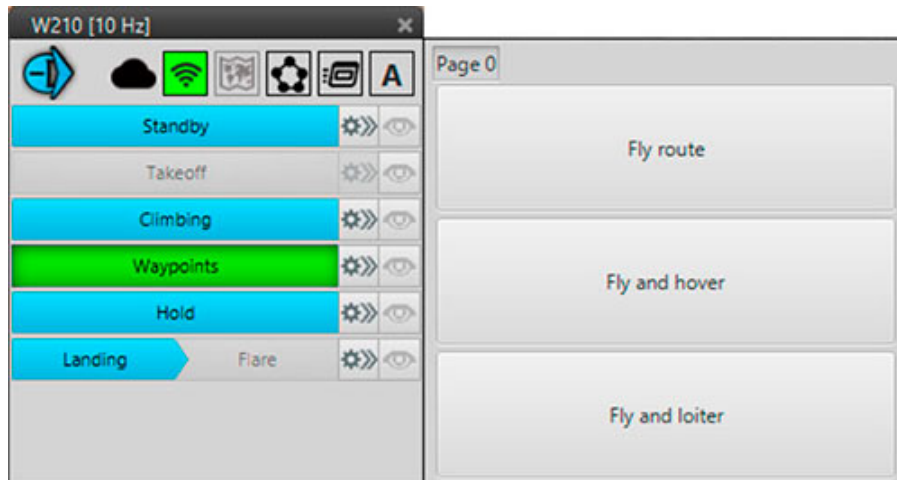 W210 [10 Hz]
A
Standby
Takeoff
Climbing
Waypoints
Hold
Landing Flare
Page 0
Fly route
Fly and hover
Fly and loiter